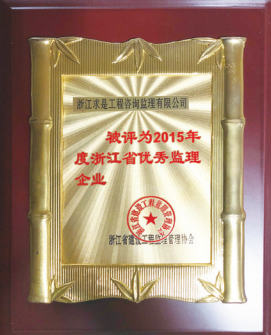 浙江求是工程咨询监理有限公司
被评为2015年
度浙江省优秀监理
企业
浙江省建设工程监理管理协会